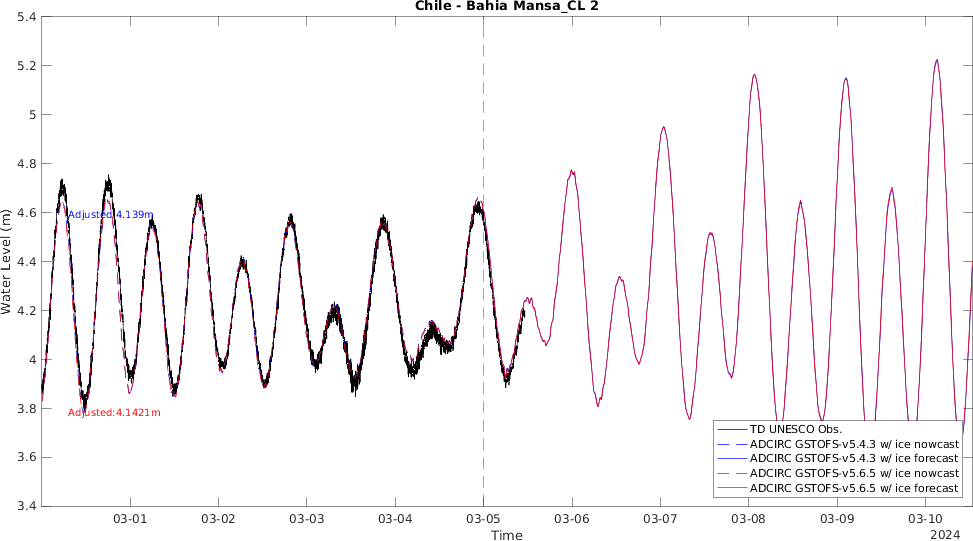 Chile - Bahia Mansa_CL 2
5.4
5.2
5
4.8
4.6
4.4
4.2
4
3.8
3.6
3.4
Water Level (m)
Adjusted:4.139m
Adjusted:4.1421m
TD UNESCO Obs.
ADCIRC GSTOFS-v5.4.3 w/ ice nowcast
ADCIRC GSTOFS-v5.4.3 w/ ice forecast
ADCIRC GSTOFS-v5.6.5 w/ ice nowcast
ADCIRC GSTOFS-v5.6.5 w/ ice forecast
03-01 03-02 03-03 03-04 03-05 03-06 03-07 03-08 03-09 03-10
Time
2024